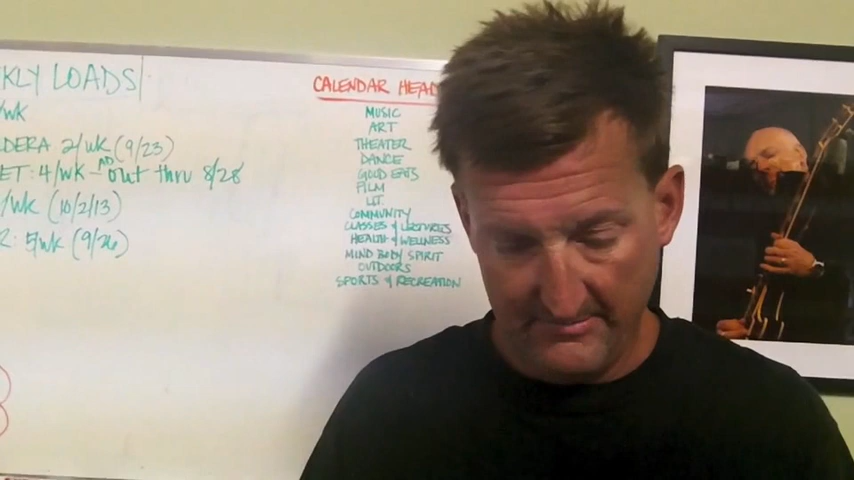 KLY LOADS
/wk
DERA 2/wk (9/23)
ET: 4/wk - AD out thru 8/28
/wk (10/2/13)
R: 5/wk (9/26)
CALENDAR HEAD
MUSIC
ART
THEATER
DANCE
GOOD EATS
FILM
LIT
COMMUNITY
CLASSES & LECTURES
HEALTH & WELLNESS
MIND BODY SPIRIT
OUTDOORS
SPORTS & RECREATION